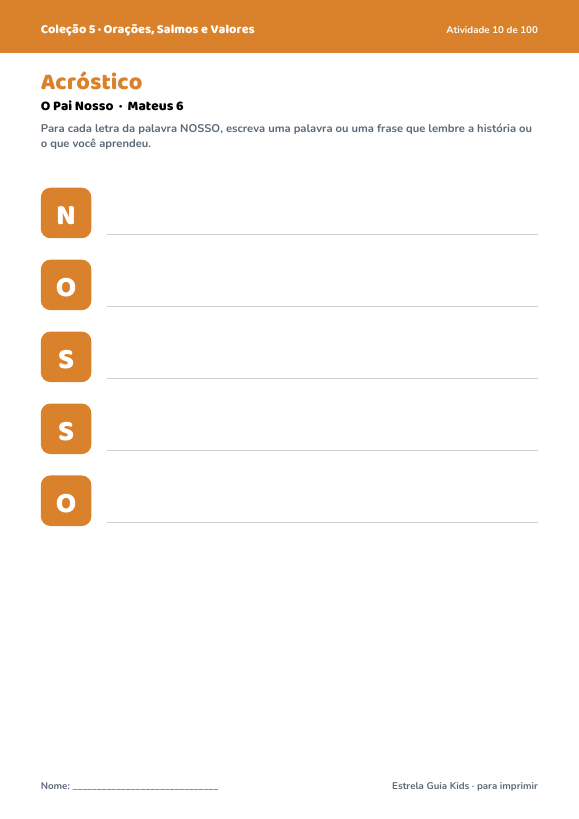 Coleção 5 · Orações, Salmos e Valores
Atividade 10 de 100
Acróstico
O Pai Nosso · Mateus 6
Para cada letra da palavra NOSSO, escreva uma palavra ou uma frase que lembre a história ou
o que você aprendeu.
N
O
S
S
O
Nome: ____________________________
Estrela Guia Kids · para imprimir